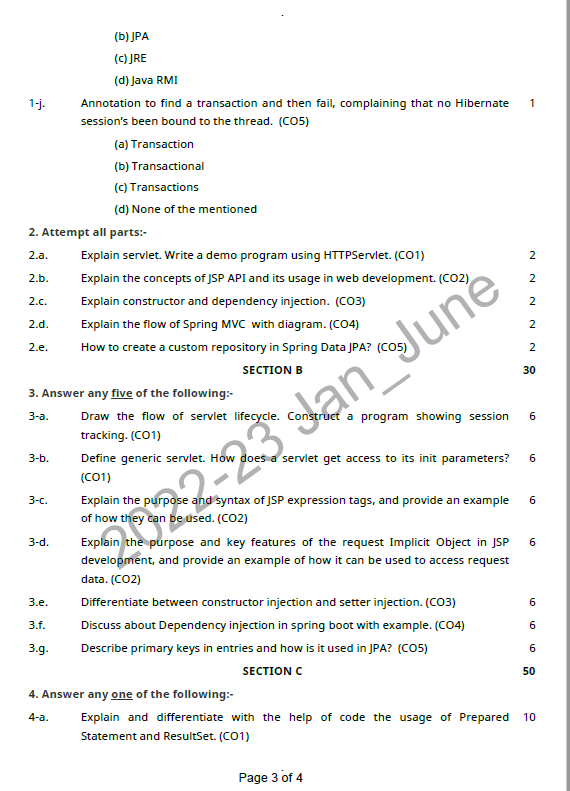 (b) JPA
(c) JRE
(d) Java RMI
1-j. Annotation to find a transaction and then fail, complaining that no Hibernate 1
session's been bound to the thread. (CO5)
(a) Transaction
(b) Transactional
(c) Transactions
(d) None of the mentioned
2. Attempt all parts:-
2.a. Explain servlet. Write a demo program using HTTPServlet. (CO1) 2
2.b. Explain the concepts of JSP API and its usage in web development. (CO2) 2
2.c. Explain constructor and dependency injection. (CO3) 2
2.d. Explain the flow of Spring MVC with diagram. (CO4) 2
2.e. How to create a custom repository in Spring Data JPA? (CO5) 2
SECTION B 30
3. Answer any five of the following:-
3-a. Draw the flow of servlet lifecycle. Construct a program showing session 6
tracking. (CO1)
3-b. Define generic servlet. How does a servlet get access to its init parameters? 6
(CO1)
3-c. Explain the purpose and syntax of JSP expression tags, and provide an example 6
of how they can be used. (CO2)
3-d. Explain the purpose and key features of the request Implicit Object in JSP 6
development, and provide an example of how it can be used to access request
data. (CO2)
3.e. Differentiate between constructor injection and setter injection. (CO3) 6
3.f. Discuss about Dependency injection in spring boot with example. (CO4) 6
3.g. Describe primary keys in entries and how is it used in JPA? (CO5) 6
SECTION C 50
4. Answer any one of the following:-
4-a. Explain and differentiate with the help of code the usage of Prepared 10
Statement and ResultSet. (CO1)
Page 3 of 4
2022-23 Jan_June